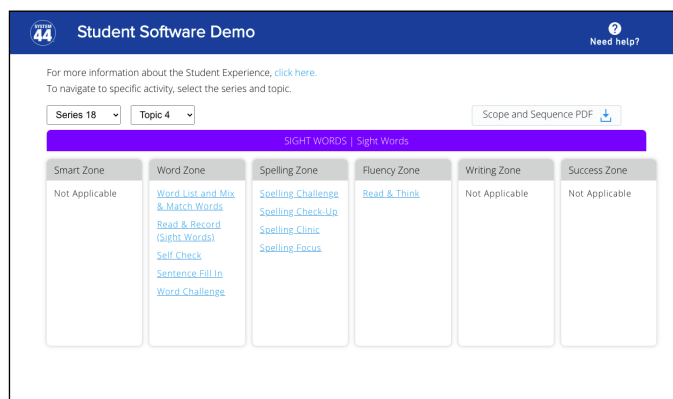 SYSTEM
44
Student Software Demo
?
Need help?
For more information about the Student Experience, click here.
To navigate to specific activity, select the series and topic.
Series 18
Topic 4
Scope and Sequence PDF
SIGHT WORDS | Sight Words
Smart Zone
Not Applicable
Word Zone
Word List and Mix
& Match Words
Read & Record
(Sight Words)
Self Check
Sentence Fill In
Word Challenge
Spelling Zone
Spelling Challenge
Spelling Check-Up
Spelling Clinic
Spelling Focus
Fluency Zone
Read & Think
Writing Zone
Not Applicable
Success Zone
Not Applicable